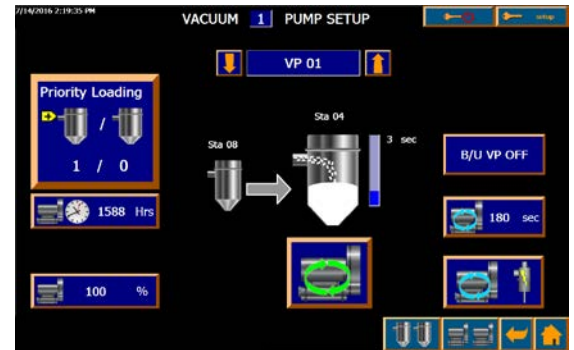 7/14/2016 2:19:35 PM
VACUUM 1 PUMP SETUP
setup
VP 01
Priority Loading
/
1 / 0
Sta 04
Sta 08
3 sec
B/U VP OFF
1588 Hrs
180 sec
100 %